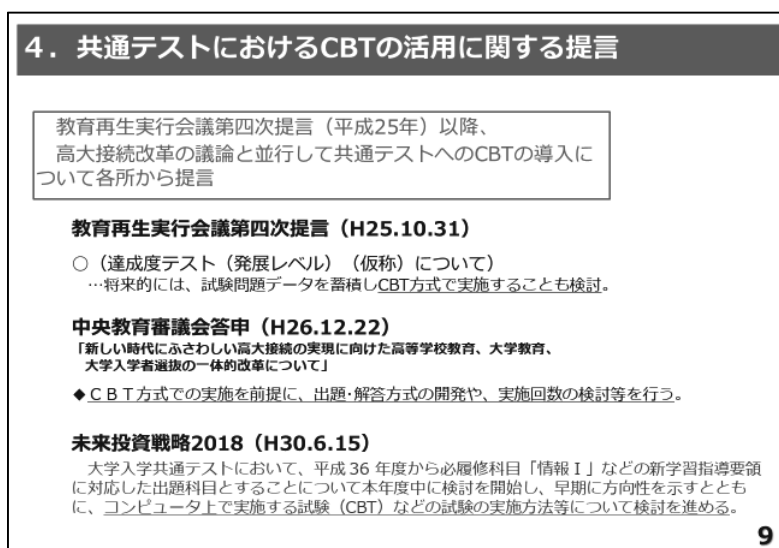 ４．共通テストにおけるCBTの活用に関する提言
教育再生実行会議第四次提言（平成25年）以降、
高大接続改革の議論と並行して共通テストへのCBTの導入に
ついて各所から提言
教育再生実行会議第四次提言（H25.10.31）
○（達成度テスト（発展レベル）（仮称）について）
…将来的には、試験問題データを蓄積しCBT方式で実施することも検討。
中央教育審議会答申（H26.12.22）
「新しい時代にふさわしい高大接続の実現に向けた高等学校教育、大学教育、
大学入学者選抜の一体的改革について」
◆ＣＢＴ方式での実施を前提に、出題・解答方式の開発や、実施回数の検討等を行う。
未来投資戦略2018（H30.6.15）
大学入学共通テストにおいて、平成 36 年度から必履修科目「情報Ⅰ」などの新学習指導要領
に対応した出題科目とすることについて本年度中に検討を開始し、早期に方向性を示すととも
に、コンピュータ上で実施する試験（CBT）などの試験の実施方法等について検討を進める。
9